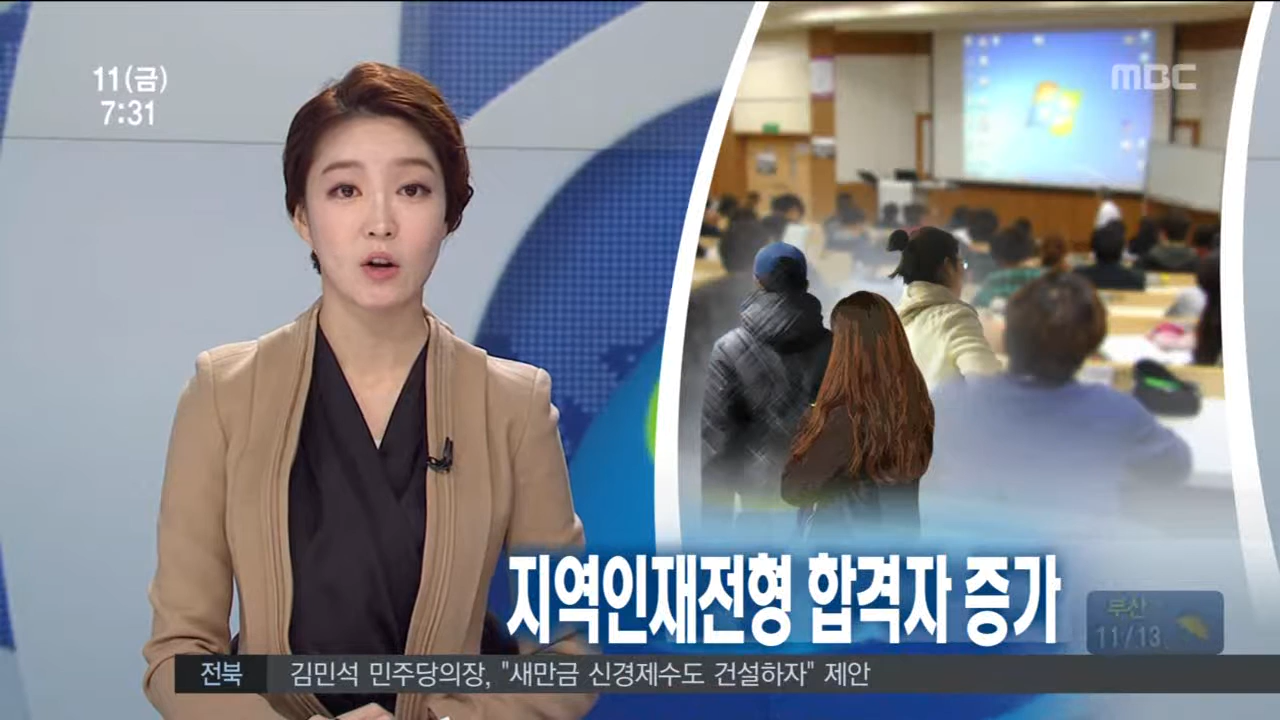 11(금)
7:31
MBC
지역인재전형 합격자 증가
부산
11/13
전북 김민석 민주당의장, "새만금 신경제수도 건설하자" 제안